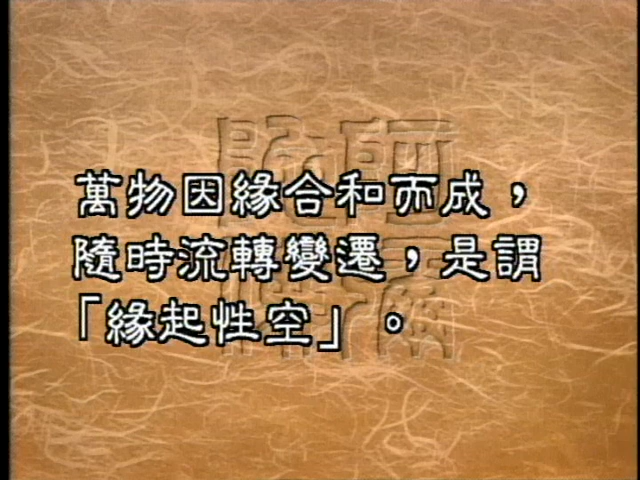 萬物因緣合和而成，
隨時流轉變遷，是謂
「緣起性空」。